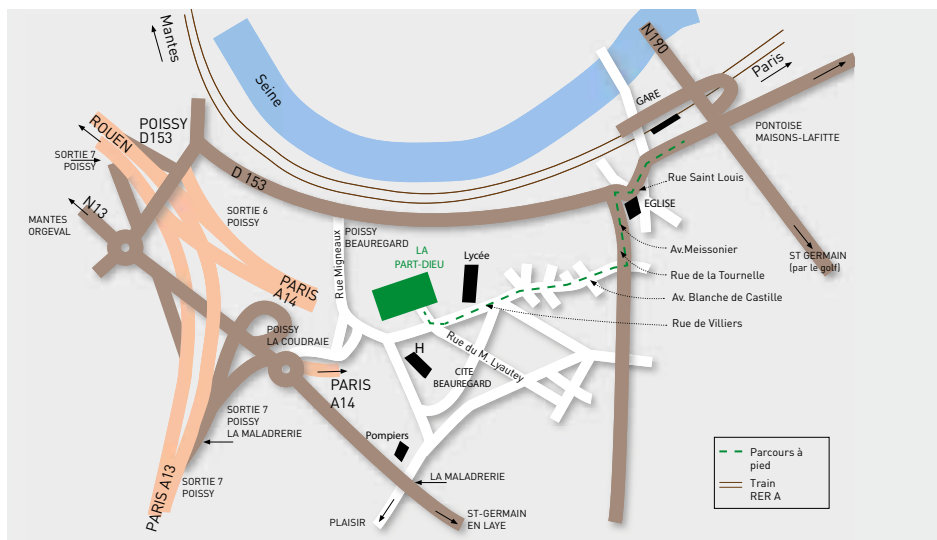 Mantes
N190
Paris
Seine
GARE
ROUEN
POISSY
D153
PONTOISE
MAISONS-LAFITTE
SORTIE 7
POISSY
D 153
Rue Saint Louis
N13
SORTIE 6
POISSY
EGLISE
MANTES
ORGEVAL
POISSY
BEAUREGARD
Rue Migneaux
LA
PART-DIEU
Lycée
Av.Meissonier
ST GERMAIN
(par le golf)
Rue de la Tournelle
PARIS
A14
Av. Blanche de Castille
Rue de Villiers
POISSY
LA COUDRAIE
H
Rue du M. Lyautey
CITE
BEAUREGARD
PARIS
A14
SORTIE 7
POISSY
LA MALADRERIE
Pompiers
Parcours à
pied
Train
RER A
PARIS A13
SORTIE 7
POISSY
LA MALADRERIE
PLAISIR
ST-GERMAIN
EN LAYE